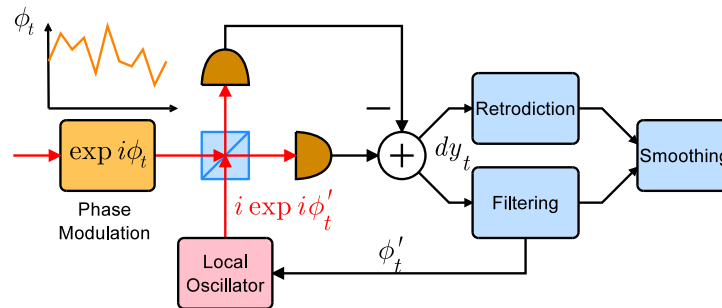 ϕ_t
exp iϕ_t
Phase
Modulation
i exp iϕ'_t
Local
Oscillator
−
+
dy_t
ϕ'_t
Retrodiction
Filtering
Smoothing